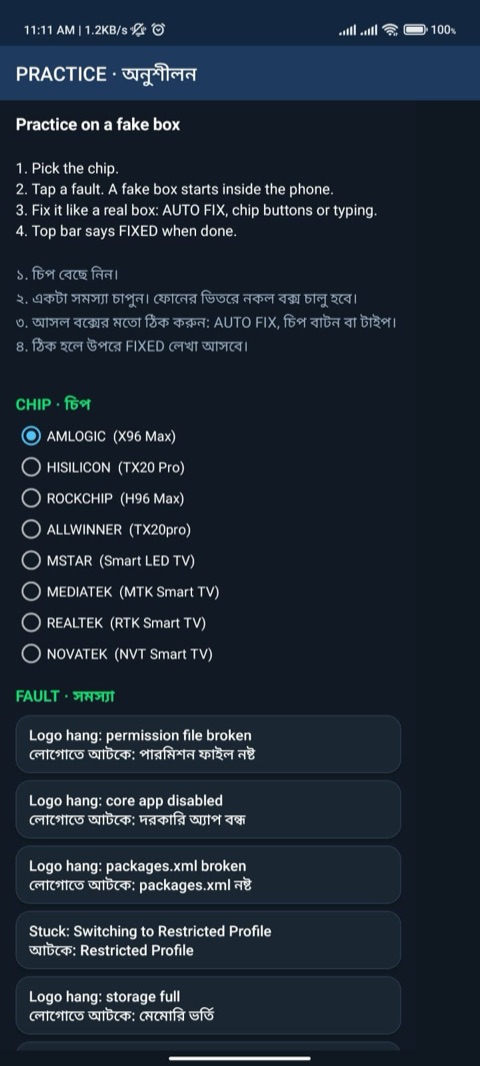 11:11 AM | 1.2KB/s
100%
PRACTICE · অনুশীলন
Practice on a fake box
1. Pick the chip.
2. Tap a fault. A fake box starts inside the phone.
3. Fix it like a real box: AUTO FIX, chip buttons or typing.
4. Top bar says FIXED when done.
১. চিপ বেছে নিন।
২. একটা সমস্যা চাপুন। ফোনের ভিতরে নকল বক্স চালু হবে।
৩. আসল বক্সের মতো ঠিক করুন: AUTO FIX, চিপ বাটন বা টাইপ।
৪. ঠিক হলে উপরে FIXED লেখা আসবে।
CHIP · চিপ
AMLOGIC (X96 Max)
HISILICON (TX20 Pro)
ROCKCHIP (H96 Max)
ALLWINNER (TX20pro)
MSTAR (Smart LED TV)
MEDIATEK (MTK Smart TV)
REALTEK (RTK Smart TV)
NOVATEK (NVT Smart TV)
FAULT · সমস্যা
Logo hang: permission file broken
লোগোতে আটকে: পারমিশন ফাইল নষ্ট
Logo hang: core app disabled
লোগোতে আটকে: দরকারি অ্যাপ বন্ধ
Logo hang: packages.xml broken
লোগোতে আটকে: packages.xml নষ্ট
Stuck: Switching to Restricted Profile
আটকে: Restricted Profile
Logo hang: storage full
লোগোতে আটকে: মেমোরি ভর্তি